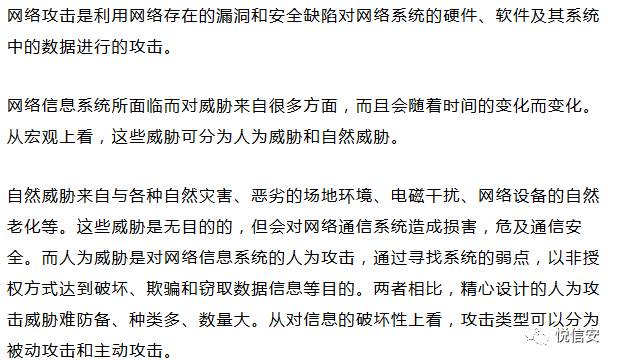 网络攻击是利用网络存在的漏洞和安全缺陷对网络系统的硬件、软件及其系统
中的数据进行的攻击。
网络信息系统所面临而对威胁来自很多方面，而且会随着时间的变化而变化。
从宏观上看，这些威胁可分为人为威胁和自然威胁。
自然威胁来自与各种自然灾害、恶劣的场地环境、电磁干扰、网络设备的自然
老化等。这些威胁是无目的的，但会对网络通信系统造成损害，危及通信安
全。而人为威胁是对网络信息系统的人为攻击，通过寻找系统的弱点，以非授
权方式达到破坏、欺骗和窃取数据信息等目的。两者相比，精心设计的人为攻
击威胁难防备、种类多、数量大。从对信息的破坏性上看，攻击类型可以分为
被动攻击和主动攻击。
悦信安